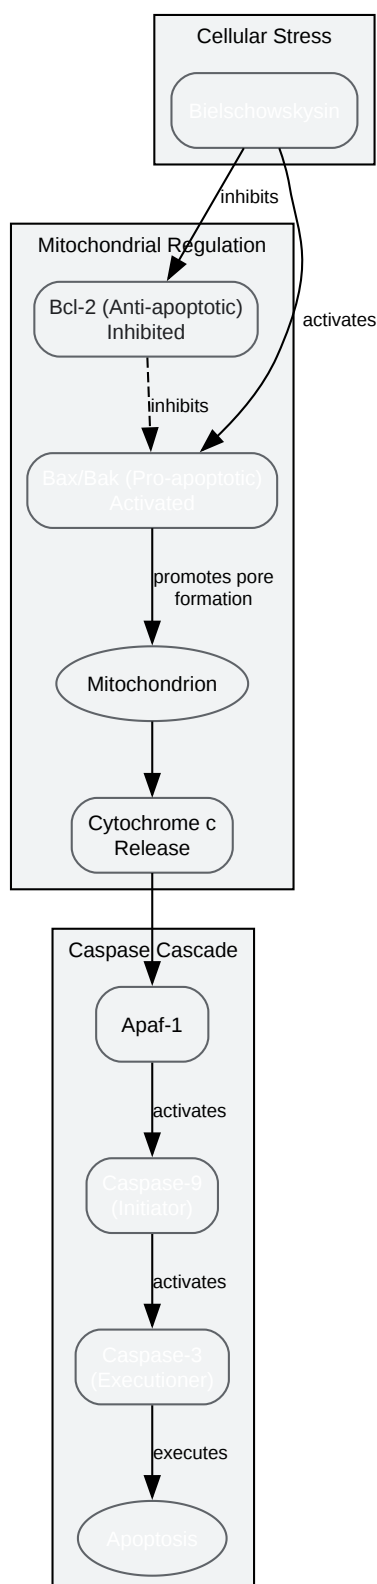 Cellular Stress
Bielschowskysin
inhibits
Mitochondrial Regulation
Bcl-2 (Anti-apoptotic)
Inhibited
activates
inhibits
Bax/Bak (Pro-apoptotic)
Activated
promotes pore
formation
Mitochondrion
Cytochrome c
Release
Caspase Cascade
Apaf-1
activates
Caspase-9
(Initiator)
activates
Caspase-3
(Executioner)
executes
Apoptosis